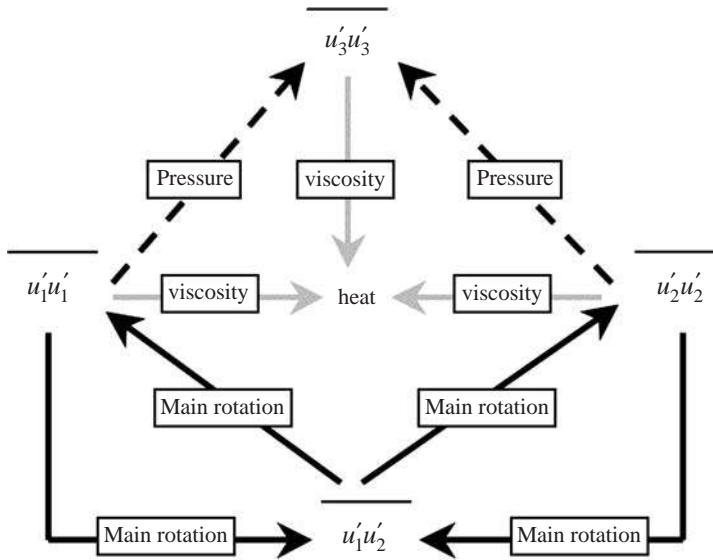 u′₃u′₃
Pressure
viscosity
Pressure
u′₁u′₁
viscosity
heat
viscosity
u′₂u′₂
Main rotation
Main rotation
Main rotation
u′₁u′₂
Main rotation